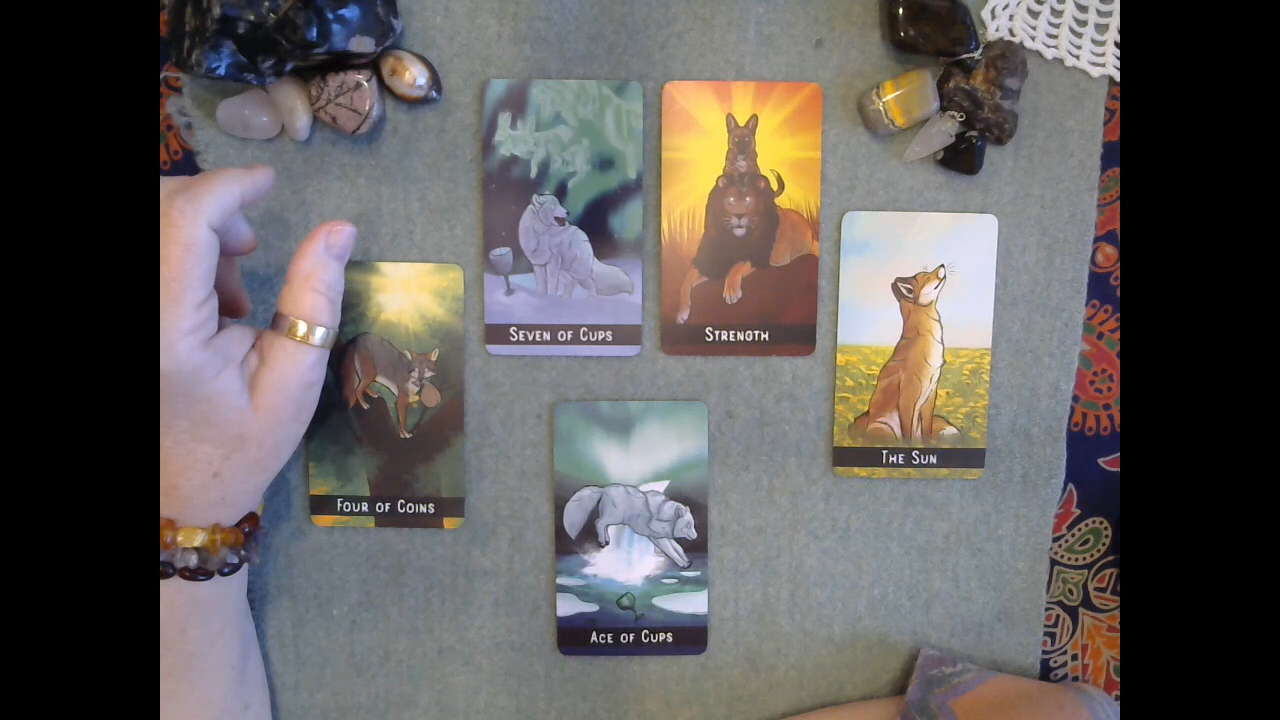 Seven of Cups
Strength
The Sun
Four of Coins
Ace of Cups